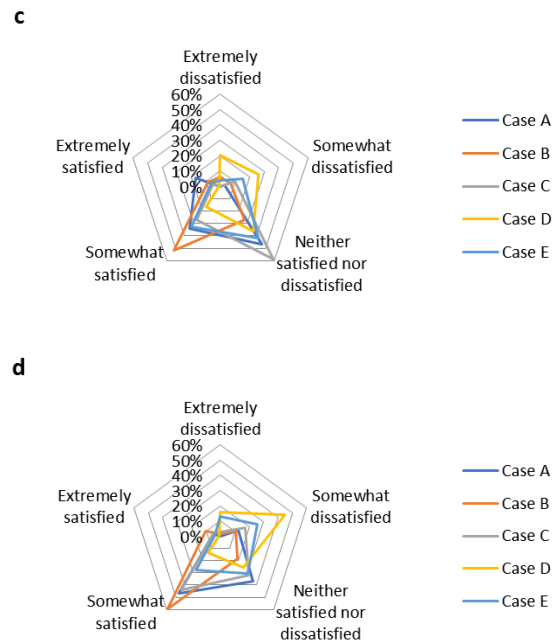 c
Extremely
dissatisfied
60%
50%
40%
30%
20%
10%
0%
Somewhat
dissatisfied
Neither
satisfied nor
dissatisfied
Somewhat
satisfied
Extremely
satisfied
Case A
Case B
Case C
Case D
Case E
d
Extremely
dissatisfied
60%
50%
40%
30%
20%
10%
0%
Somewhat
dissatisfied
Neither
satisfied nor
dissatisfied
Somewhat
satisfied
Extremely
satisfied
Case A
Case B
Case C
Case D
Case E